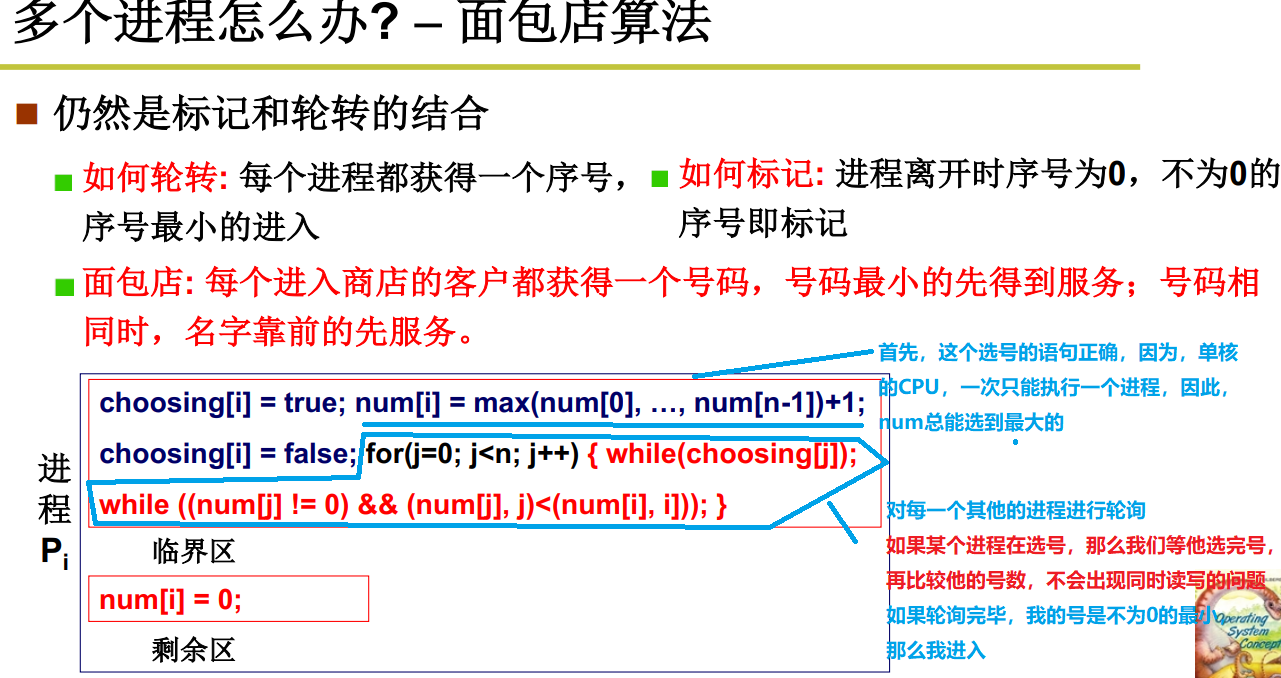 多个进程怎么办? – 面包店算法
仍然是标记和轮转的结合
如何轮转: 每个进程都获得一个序号，
序号最小的进入
如何标记: 进程离开时序号为0，不为0的
序号即标记
面包店: 每个进入商店的客户都获得一个号码，号码最小的先得到服务；号码相
同时，名字靠前的先服务。
首先，这个选号的语句正确，因为，单核
的CPU，一次只能执行一个进程，因此，
num总能选到最大的
choosing[i] = true; num[i] = max(num[0], …, num[n-1])+1;
choosing[i] = false; for(j=0; j<n; j++) { while(choosing[j]);
while ((num[j] != 0) && (num[j], j)<(num[i], i])); }
进
程
Pi
临界区
num[i] = 0;
剩余区
对每一个其他的进程进行轮询
如果某个进程在选号，那么我们等他选完号，
再比较他的号数，不会出现同时读写的问题
如果轮询完毕，我的号是不为0的最小
那么我进入
Operating
System
Concept